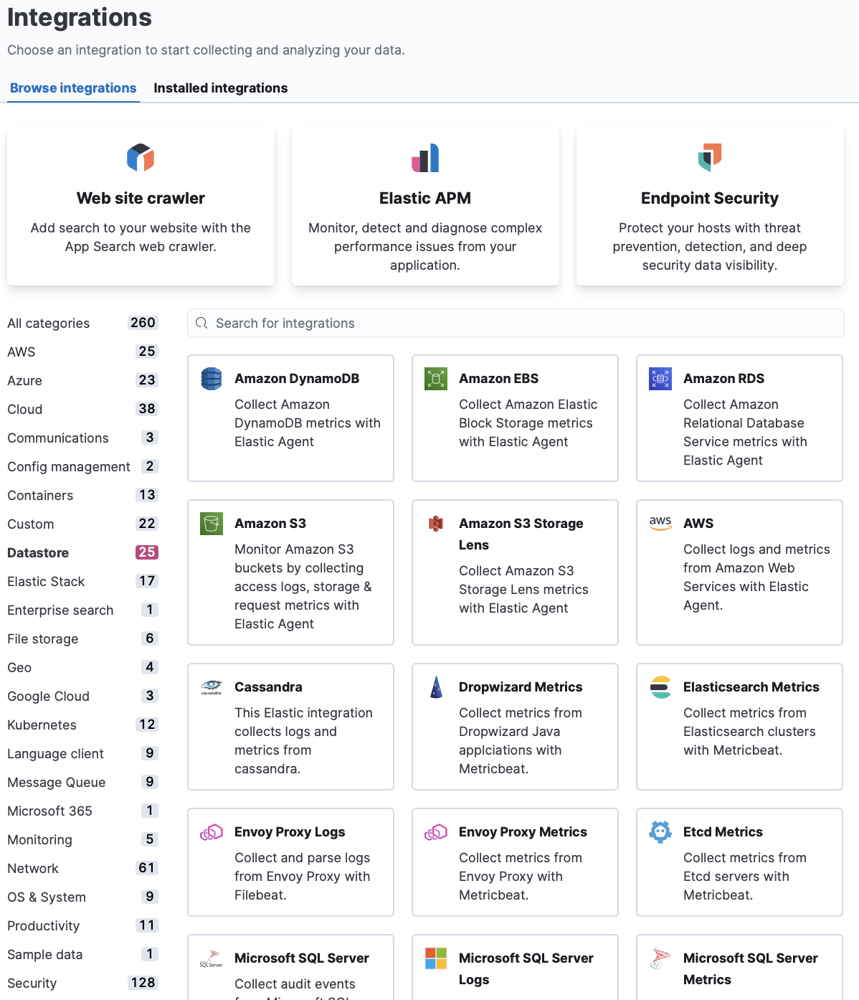 Integrations
Choose an integration to start collecting and analyzing your data.
Browse integrations Installed integrations
Web site crawler
Add search to your website with the
App Search web crawler.
Elastic APM
Monitor, detect and diagnose complex
performance issues from your
application.
Endpoint Security
Protect your hosts with threat
prevention, detection, and deep
security data visibility.
All categories 260
AWS 25
Azure 23
Cloud 38
Communications 3
Config management 2
Containers 13
Custom 22
Datastore 25
Elastic Stack 17
Enterprise search 1
File storage 6
Geo 4
Google Cloud 3
Kubernetes 12
Language client 9
Message Queue 9
Microsoft 365 1
Monitoring 5
Network 61
OS & System 9
Productivity 11
Sample data 1
Security 128
Search for integrations
Amazon DynamoDB
Collect Amazon
DynamoDB metrics with
Elastic Agent
Amazon EBS
Collect Amazon Elastic
Block Storage metrics
with Elastic Agent
Amazon RDS
Collect Amazon
Relational Database
Service metrics with
Elastic Agent
Amazon S3
Monitor Amazon S3
buckets by collecting
access logs, storage &
request metrics with
Elastic Agent
Amazon S3 Storage
Lens
Collect Amazon S3
Storage Lens metrics
with Elastic Agent
aws
AWS
Collect logs and metrics
from Amazon Web
Services with Elastic
Agent.
cassandra
Cassandra
This Elastic integration
collects logs and
metrics from
cassandra.
Dropwizard Metrics
Collect metrics from
Dropwizard Java
applciations with
Metricbeat.
Elasticsearch Metrics
Collect metrics from
Elasticsearch clusters
with Metricbeat.
Envoy Proxy Logs
Collect and parse logs
from Envoy Proxy with
Filebeat.
Envoy Proxy Metrics
Collect metrics from
Envoy Proxy with
Metricbeat.
Etcd Metrics
Collect metrics from
Etcd servers with
Metricbeat.
SQL Server
Microsoft SQL Server
Collect audit events
from Microsoft SQL
Microsoft SQL Server
Logs
Microsoft SQL Server
Metrics